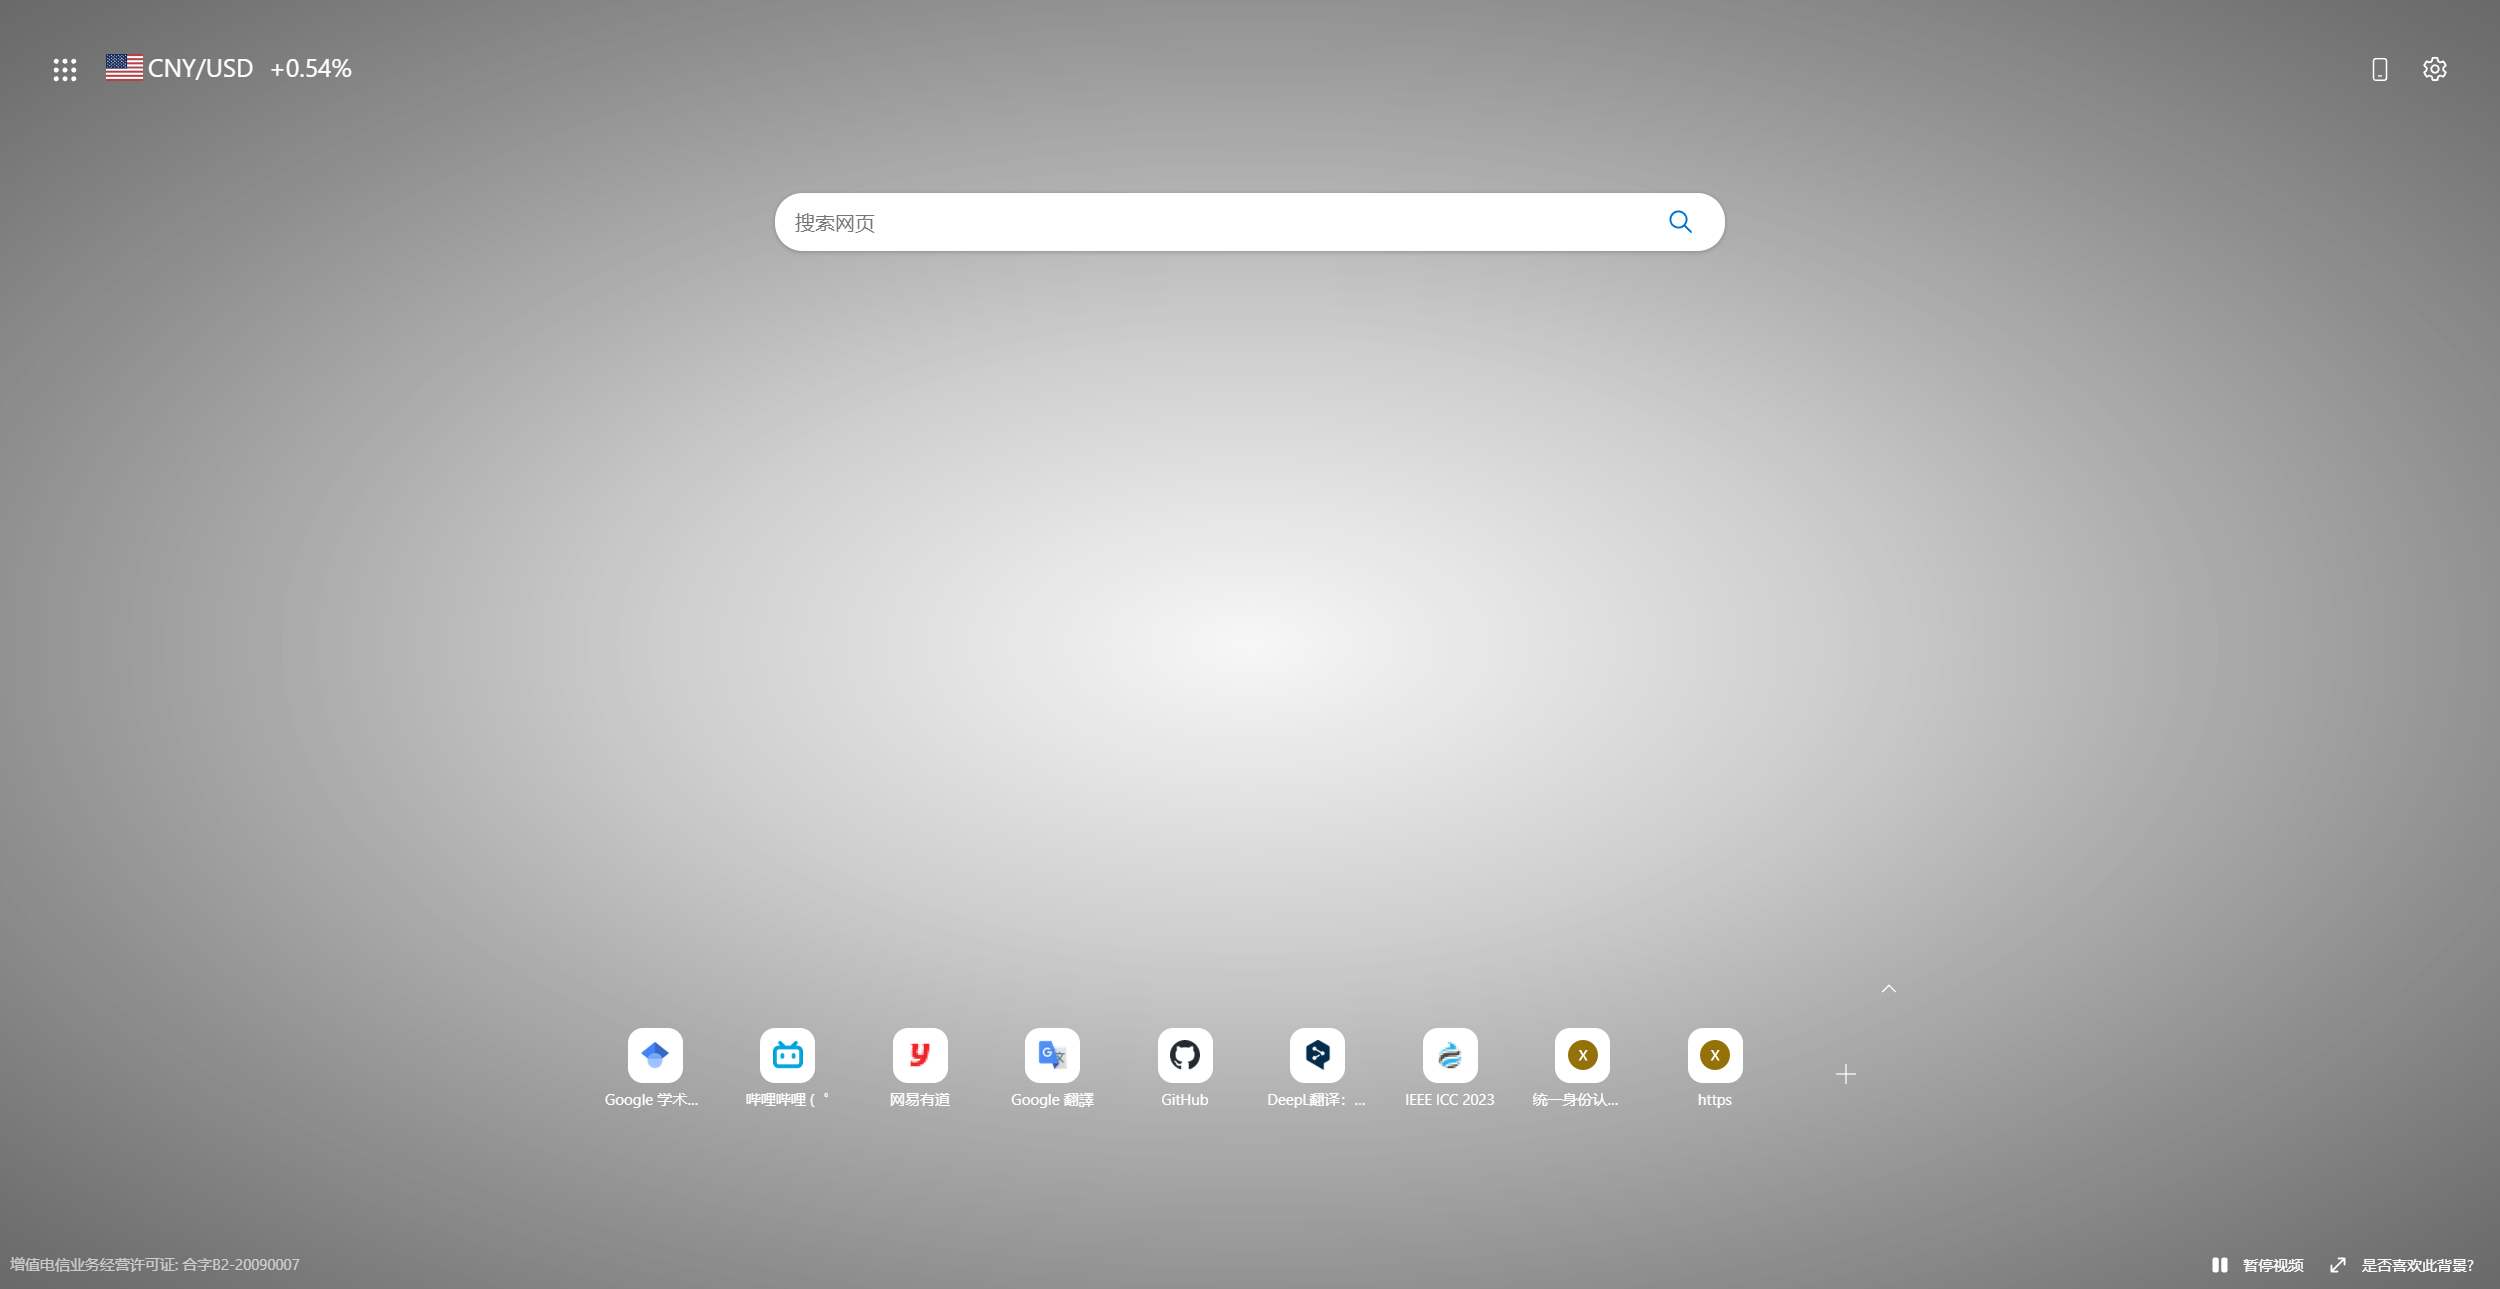 CNY/USD +0.54%
搜索网页
Google 学术...
哔哩哔哩 ( ゜
网易有道
Google 翻譯
GitHub
DeepL翻译：...
IEEE ICC 2023
X
统一身份认...
X
https
增值电信业务经营许可证: 合字B2-20090007
暂停视频
是否喜欢此背景?